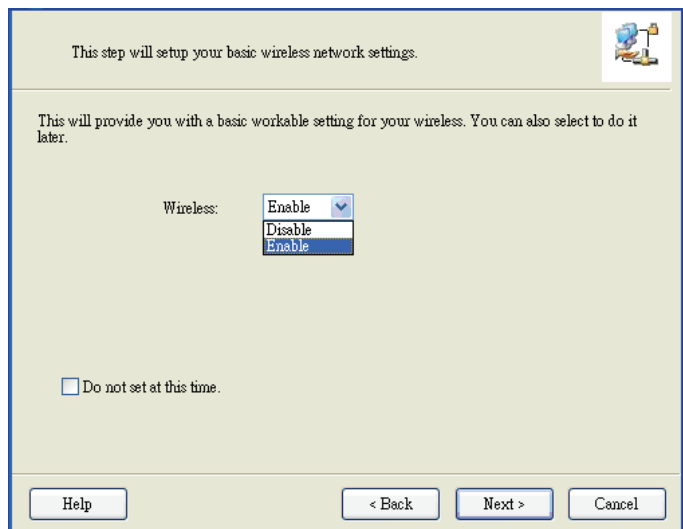 This step will setup your basic wireless network settings.
This will provide you with a basic workable setting for your wireless. You can also select to do it
later.
Wireless:
Enable
Disable
Enable
Do not set at this time.
Help
< Back
Next >
Cancel